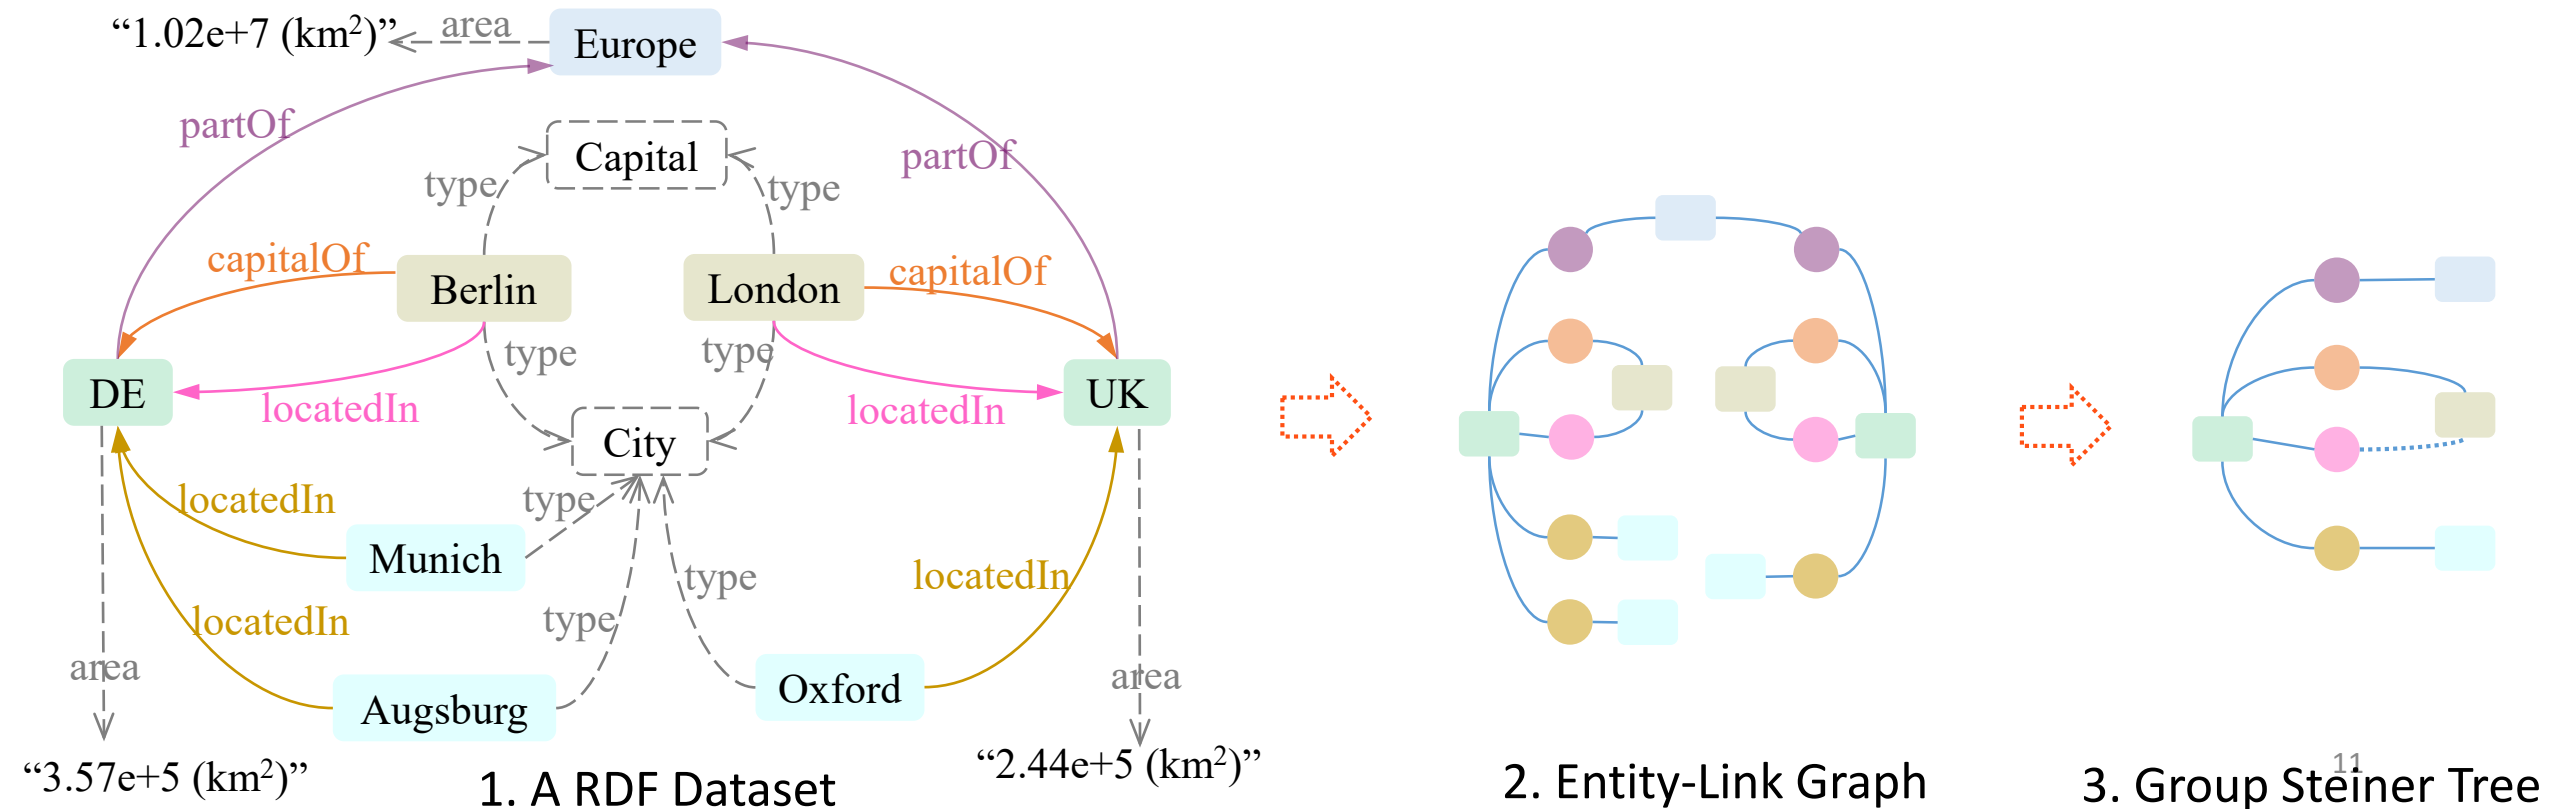 “1.02e+7 (km²)”
area
Europe
partOf
partOf
Capital
type
type
capitalOf
Berlin
London
capitalOf
type
type
DE
locatedIn
locatedIn
UK
City
locatedIn
type
Munich
type
locatedIn
locatedIn
type
area
Augsburg
Oxford
area
“3.57e+5 (km²)”
“2.44e+5 (km²)”
1. A RDF Dataset
2. Entity-Link Graph
11
3. Group Steiner Tree